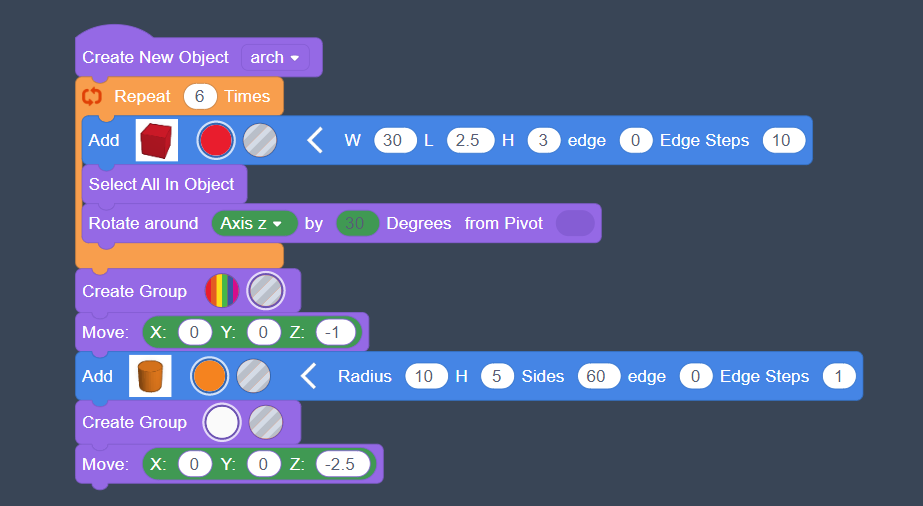 Create New Object arch
Repeat 6 Times
Add W 30 L 2.5 H 3 edge 0 Edge Steps 10
Select All In Object
Rotate around Axis z by 30 Degrees from Pivot
Create Group
Move: X: 0 Y: 0 Z: -1
Add Radius 10 H 5 Sides 60 edge 0 Edge Steps 1
Create Group
Move: X: 0 Y: 0 Z: -2.5